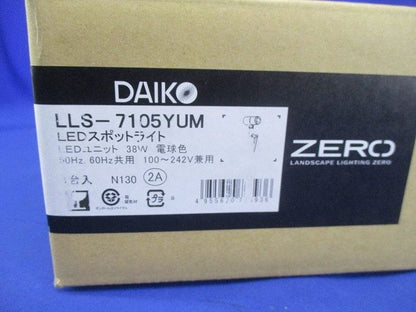 DAIKO
LLS-7105YUM
LEDスポットライト
LEDユニット 38W 電球色
50Hz, 60Hz共用 100～242V兼用
台入 N130 2A
ZERO
LANDSCAPE LIGHTING ZERO